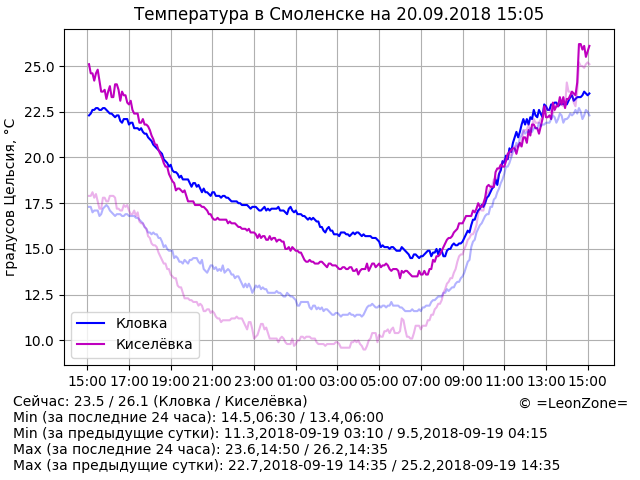 Температура в Смоленске на 20.09.2018 15:05
градусов Цельсия, °C
25.0
22.5
20.0
17.5
15.0
12.5
10.0
Кловка
Киселёвка
15:00 17:00 19:00 21:00 23:00 01:00 03:00 05:00 07:00 09:00 11:00 13:00 15:00
Сейчас: 23.5 / 26.1 (Кловка / Киселёвка)
© =LeonZone=
Min (за последние 24 часа): 14.5,06:30 / 13.4,06:00
Min (за предыдущие сутки): 11.3,2018-09-19 03:10 / 9.5,2018-09-19 04:15
Max (за последние 24 часа): 23.6,14:50 / 26.2,14:35
Max (за предыдущие сутки): 22.7,2018-09-19 14:35 / 25.2,2018-09-19 14:35